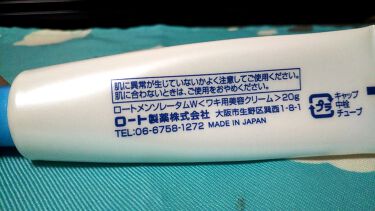 肌に異常が生じていないかよく注意してご使用ください。
肌に合わないときは、ご使用をおやめください。
ロートメンソレータムW<ワキ用美容クリーム>20g
ロート製薬株式会社 大阪市生野区巽西1-8-1
TEL:06-6758-1272 MADE IN JAPAN
プラ
キャップ
中栓
チューブ